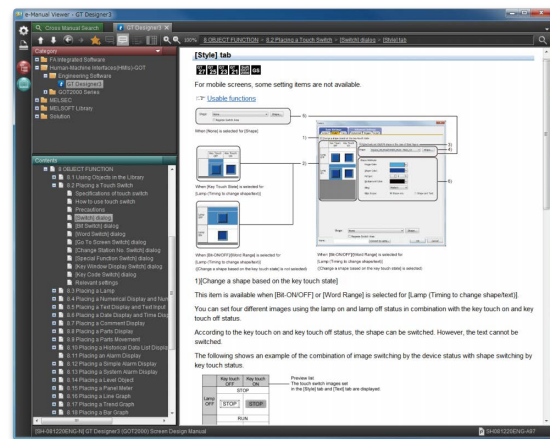 e-Manual Viewer - GT Designer3
Cross Manual Search
GT Designer3
200%
8 OBJECT FUNCTION > 8.2 Placing a Touch Switch > [Switch] dialog > [Style] tab
Category
FA Integrated Software
Human-Machine Interfaces(HMIs)-GOT
Engineering Software
GT Designer3
GOT2000 Series
MELSEC
MELSOFT Library
Solution
Contents
8 OBJECT FUNCTION
8.1 Using Objects in the Library
8.2 Placing a Touch Switch
Specifications of touch switch
How to use touch switch
Precautions
[Switch] dialog
[Bit Switch] dialog
[Word Switch] dialog
[Go To Screen Switch] dialog
[Change Station No. Switch] dialog
[Special Function Switch] dialog
[Key Window Display Switch] dialog
[Key Code Switch] dialog
Relevant settings
8.3 Placing a Lamp
8.4 Placing a Numerical Display and Num
8.5 Placing a Text Display and Text Input
8.6 Placing a Date Display and Time Disp
8.7 Placing a Comment Display
8.8 Placing a Parts Display
8.9 Placing a Parts Movement
8.10 Placing a Historical Data List Display
8.11 Placing an Alarm Display
8.12 Placing a Simple Alarm Display
8.13 Placing a System Alarm Display
8.14 Placing a Level Object
8.15 Placing a Panel Meter
8.16 Placing a Line Graph
8.17 Placing a Trend Graph
8.18 Placing a Bar Graph
[Style] tab
GT 27 GT 25 GT 23 GT 21 GS
For mobile screens, some setting items are not available.
Usable functions
5)
1)
3)
4)
When [None] is selected for [Shape]
2)
6)
When [Key Touch State] is selected for
[Lamp (Timing to change shape/text)]
When [Bit-ON/OFF]/[Word Range] is selected for
[Lamp (Timing to change shape/text)]
([Change a shape based on the key touch state] is not selected)
When [Bit-ON/OFF]/[Word Range] is selected for
[Lamp (Timing to change shape/text)]
([Change a shape based on the key touch state] is selected)
1)[Change a shape based on the key touch state]
This item is available when [Bit-ON/OFF] or [Word Range] is selected for [Lamp (Timing to change shape/text)].
You can set four different images using the lamp on and lamp off status in combination with the key touch on and key
touch off status.
According to the key touch on and key touch off status, the shape can be switched. However, the text cannot be
switched.
The following shows an example of the combination of image switching by the device status with shape switching by
key touch status.
Key touch OFF
Key touch ON
Preview list
The touch switch images set
in the [Style] tab and [Text] tab are displayed.
STOP
Lamp OFF
STOP
STOP
RUN
[SH-081220ENG-N] GT Designer3 (GOT2000) Screen Design Manual
SH081220ENG-A97